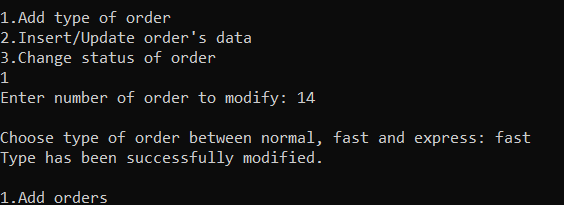 1.Add type of order
2.Insert/Update order's data
3.Change status of order
1
Enter number of order to modify: 14
Choose type of order between normal, fast and express: fast
Type has been successfully modified.
1.Add orders